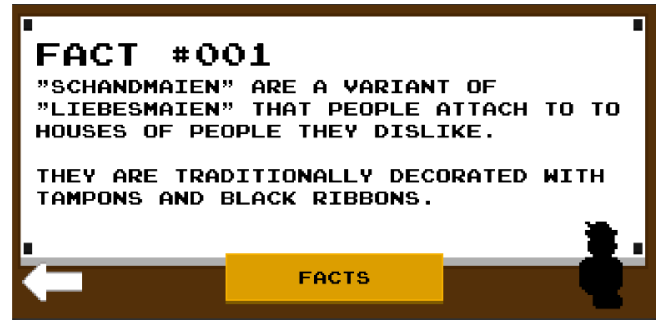 FACT #001
”SCHANDMAIEN” ARE A VARIANT OF
”LIEBESMAIEN” THAT PEOPLE ATTACH TO TO
HOUSES OF PEOPLE THEY DISLIKE.
THEY ARE TRADITIONALLY DECORATED WITH
TAMPONS AND BLACK RIBBONS.
FACTS